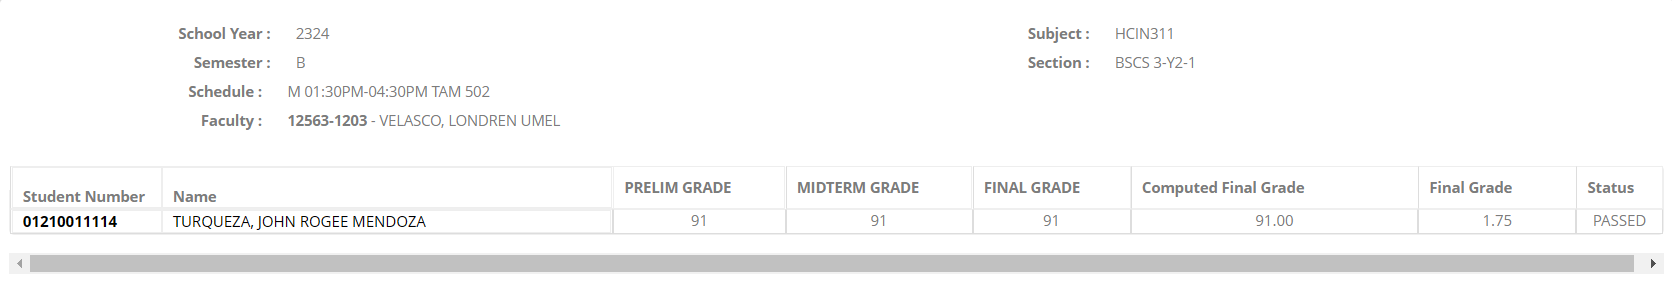 School Year : 2324 Subject : HCIN311
Semester : B Section : BSCS 3-Y2-1
Schedule : M 01:30PM-04:30PM TAM 502
Faculty : 12563-1203 - VELASCO, LONDREN UMEL
Student Number Name PRELIM GRADE MIDTERM GRADE FINAL GRADE Computed Final Grade Final Grade Status
01210011114 TURQUEZA, JOHN ROGEE MENDOZA 91 91 91 91.00 1.75 PASSED